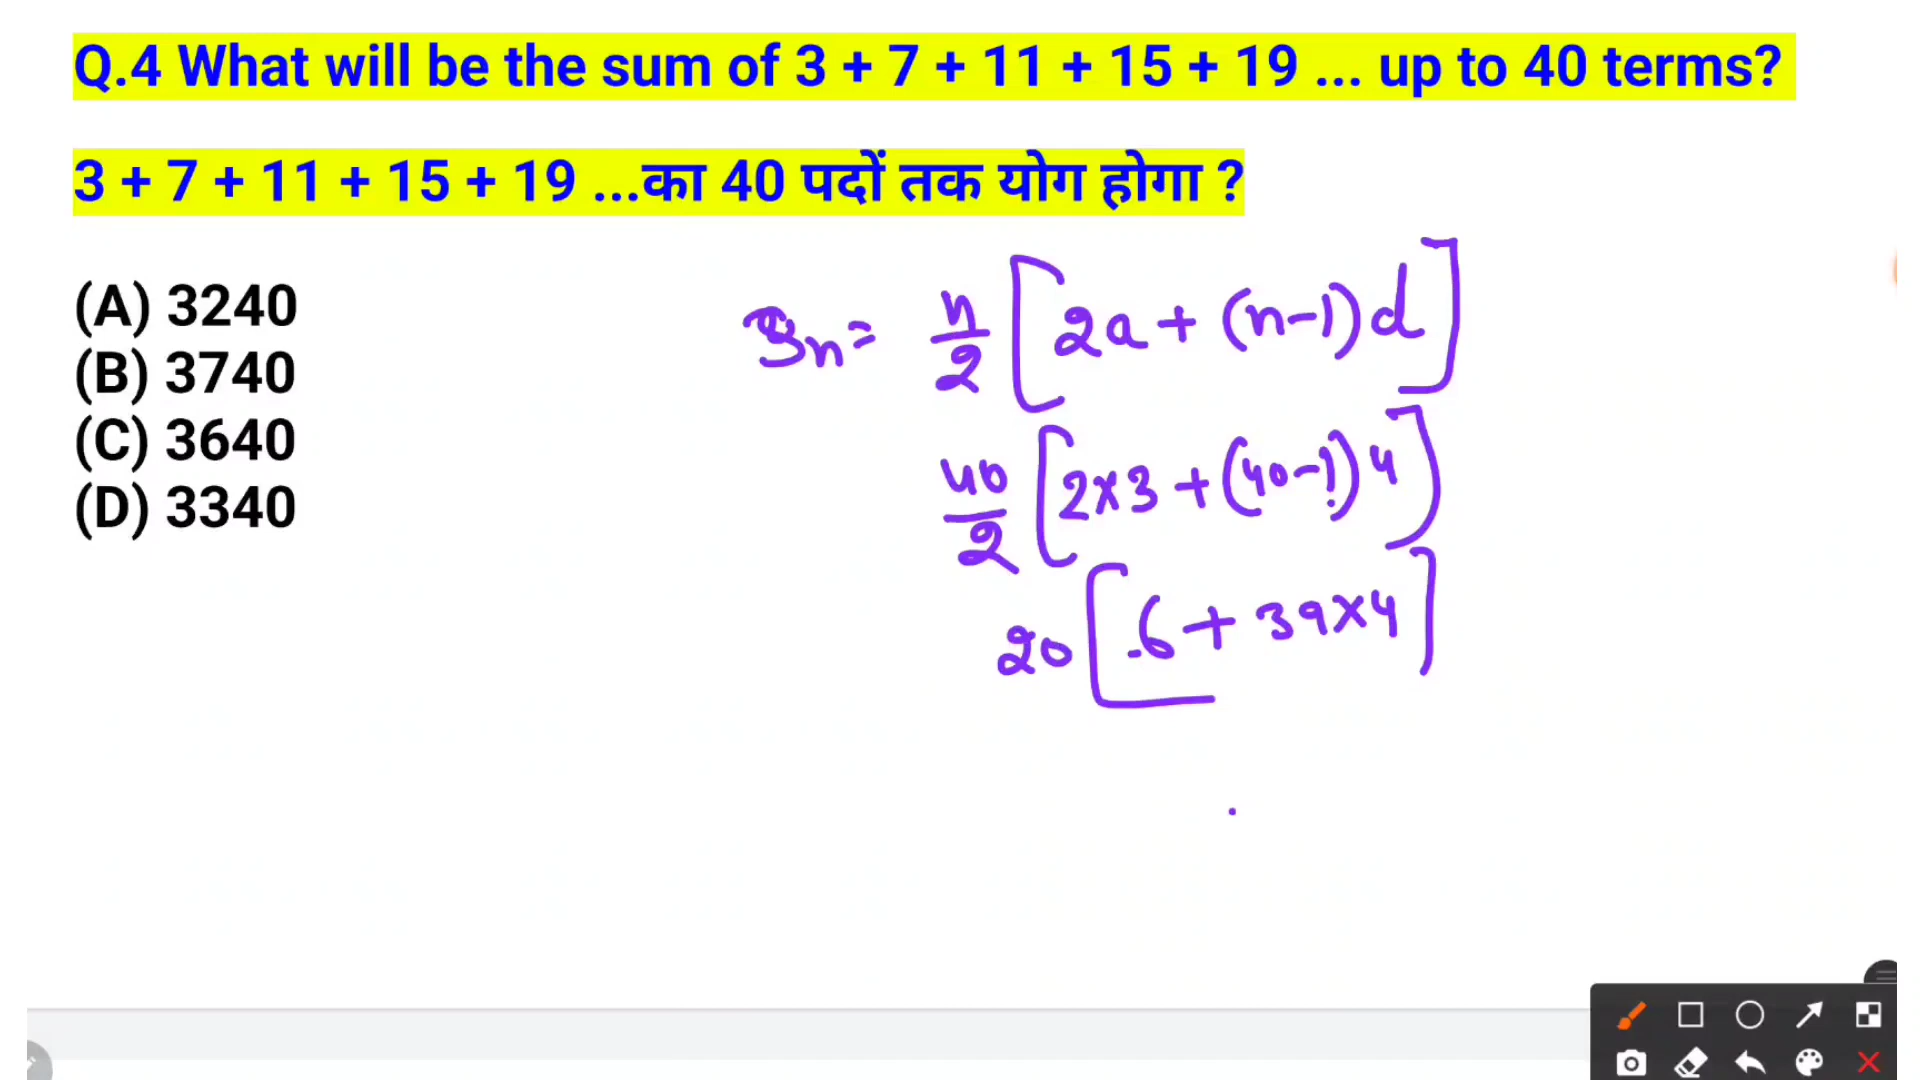 Q.4 What will be the sum of 3 + 7 + 11 + 15 + 19 ... up to 40 terms?
3 + 7 + 11 + 15 + 19 ...का 40 पदों तक योग होगा ?
(A) 3240
(B) 3740
(C) 3640
(D) 3340
Sn = n/2 [2a + (n-1)d]
40/2 [2×3 + (40-1)4]
20 [6 + 39×4]